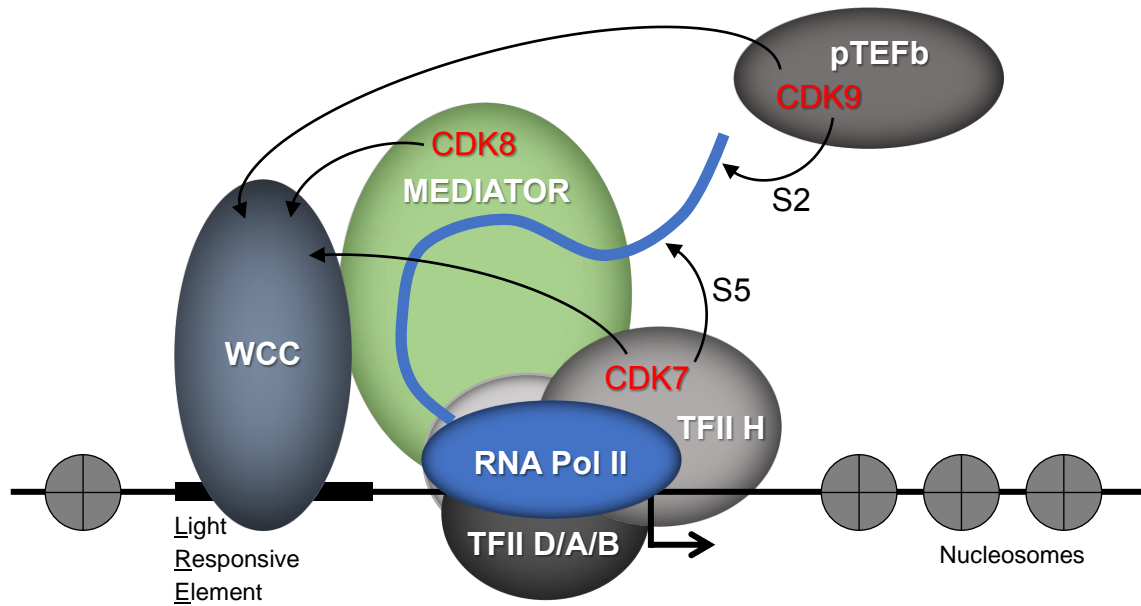 pTEFb
CDK9
CDK8
MEDIATOR
S2
S5
WCC
CDK7
TFII H
RNA Pol II
TFII D/A/B
Light
Responsive
Element
Nucleosomes